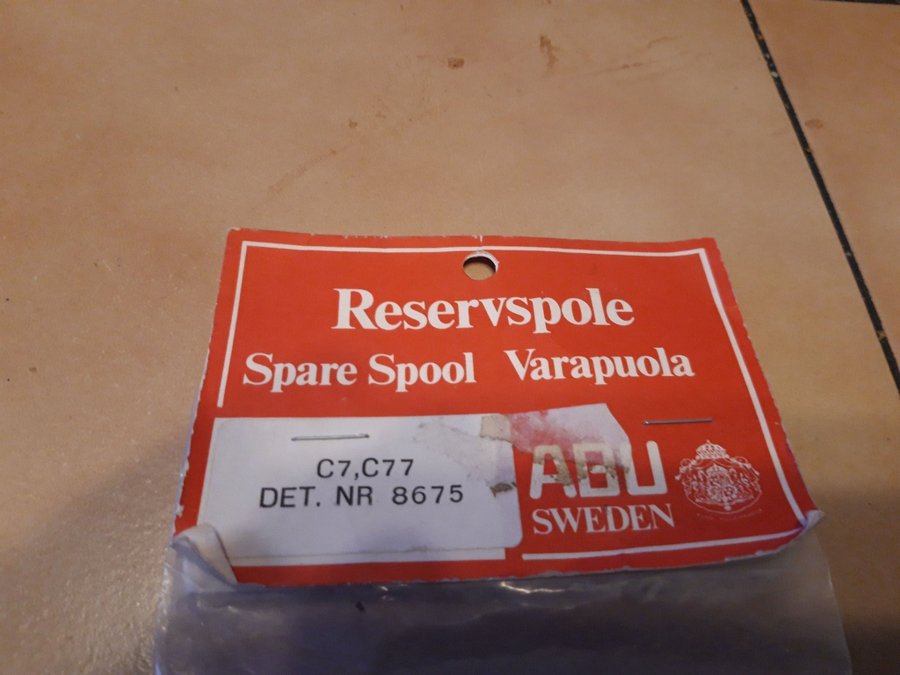 Reservspole
Spare Spool Varapuola
C7,C77
DET. NR 8675
ABU
SWEDEN